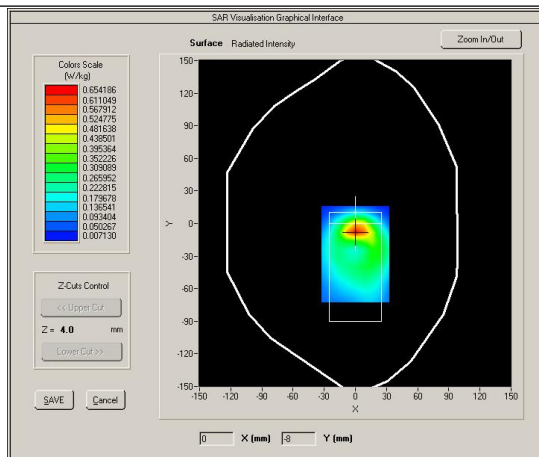 SAR Visualisation Graphical Interface
Surface Radiated Intensity
Zoom In/Out
Colors Scale
(W/kg)
0.654186
0.611049
0.567912
0.524775
0.481638
0.438501
0.395364
0.352226
0.309089
0.265952
0.222815
0.179678
0.136541
0.093404
0.050267
0.007130
Z-Cuts Control
<< Upper Cut
Z = 4.0 mm
Lower Cut >>
SAVE Cancel
150-
120-
90-
60-
30-
0-
-30-
-60-
-90-
-120-
-150-
Y
-150 -120 -90 -60 -30 0 30 60 90 120 150
X
0 X (mm) -8 Y (mm)